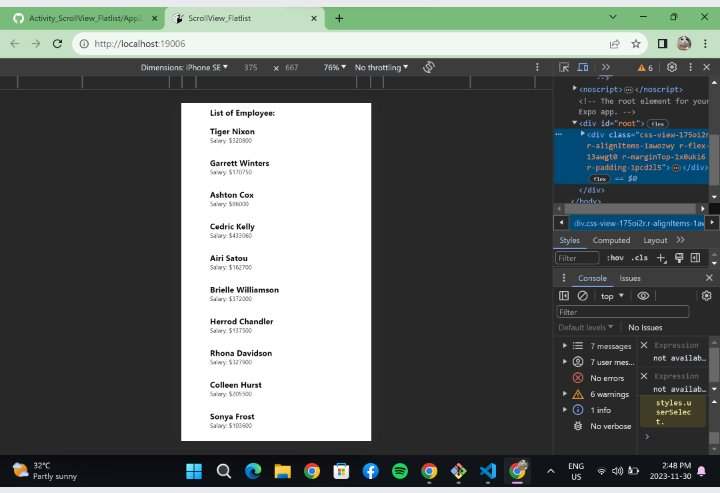 Activity_ScrollView_Flatlist/App.
ScrollView_Flatlist
http://localhost:19006
Dimensions: iPhone SE ▼ 375 × 667 76% ▼ No throttling ▼
6
List of Employee:
Tiger Nixon
Salary: $320800
Garrett Winters
Salary: $170750
Ashton Cox
Salary: $86000
Cedric Kelly
Salary: $433060
Airi Satou
Salary: $162700
Brielle Williamson
Salary: $372000
Herrod Chandler
Salary: $137500
Rhona Davidson
Salary: $327900
Colleen Hurst
Salary: $205500
Sonya Frost
Salary: $103600
<noscript> </noscript>
<!-- The root element for your
Expo app. -->
<div id="root"> flex
<div class="css-view-175oi2r
r-alignItems-1awozwy r-flex-
13awgt0 r-marginTop-1x0uki6
r-padding-1pcd2l5"> </div>
flex == $0
</div>
</body>
div.css-view-175oi2r.r-alignItems-1aw
Styles Computed Layout
Filter :hov .cls
Console Issues
top ▼
Filter
Default levels ▼ No Issues
7 messages
7 user mes...
No errors
6 warnings
1 info
No verbose
Expression
not availab…
Expression
not availab…
styles.u
serSelec
t.
32°C
Partly sunny
ENG
US
2:48 PM
2023-11-30